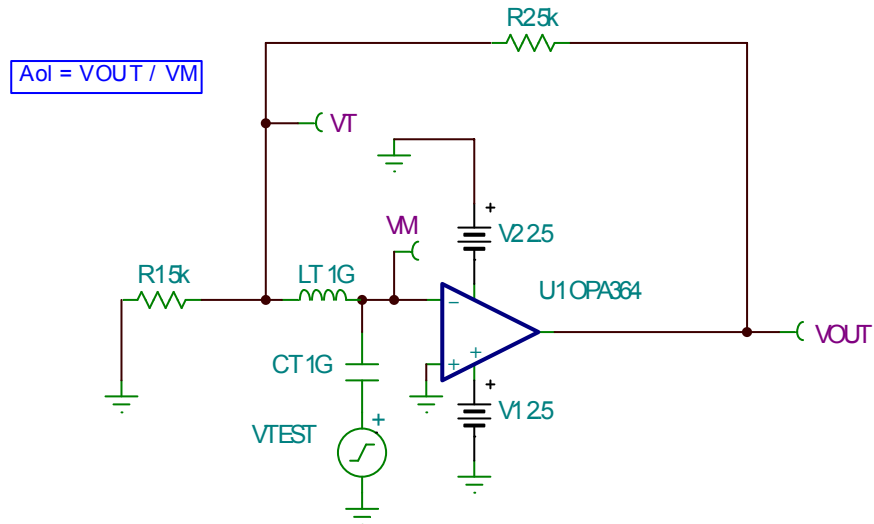 R2 5k
Aol = VOUT / VM
VT
+
VM
V2 2.5
R1 5k
LT 1G
U1 OPA364
−
+
+
VOUT
CT 1G
+
V1 2.5
+
VTEST